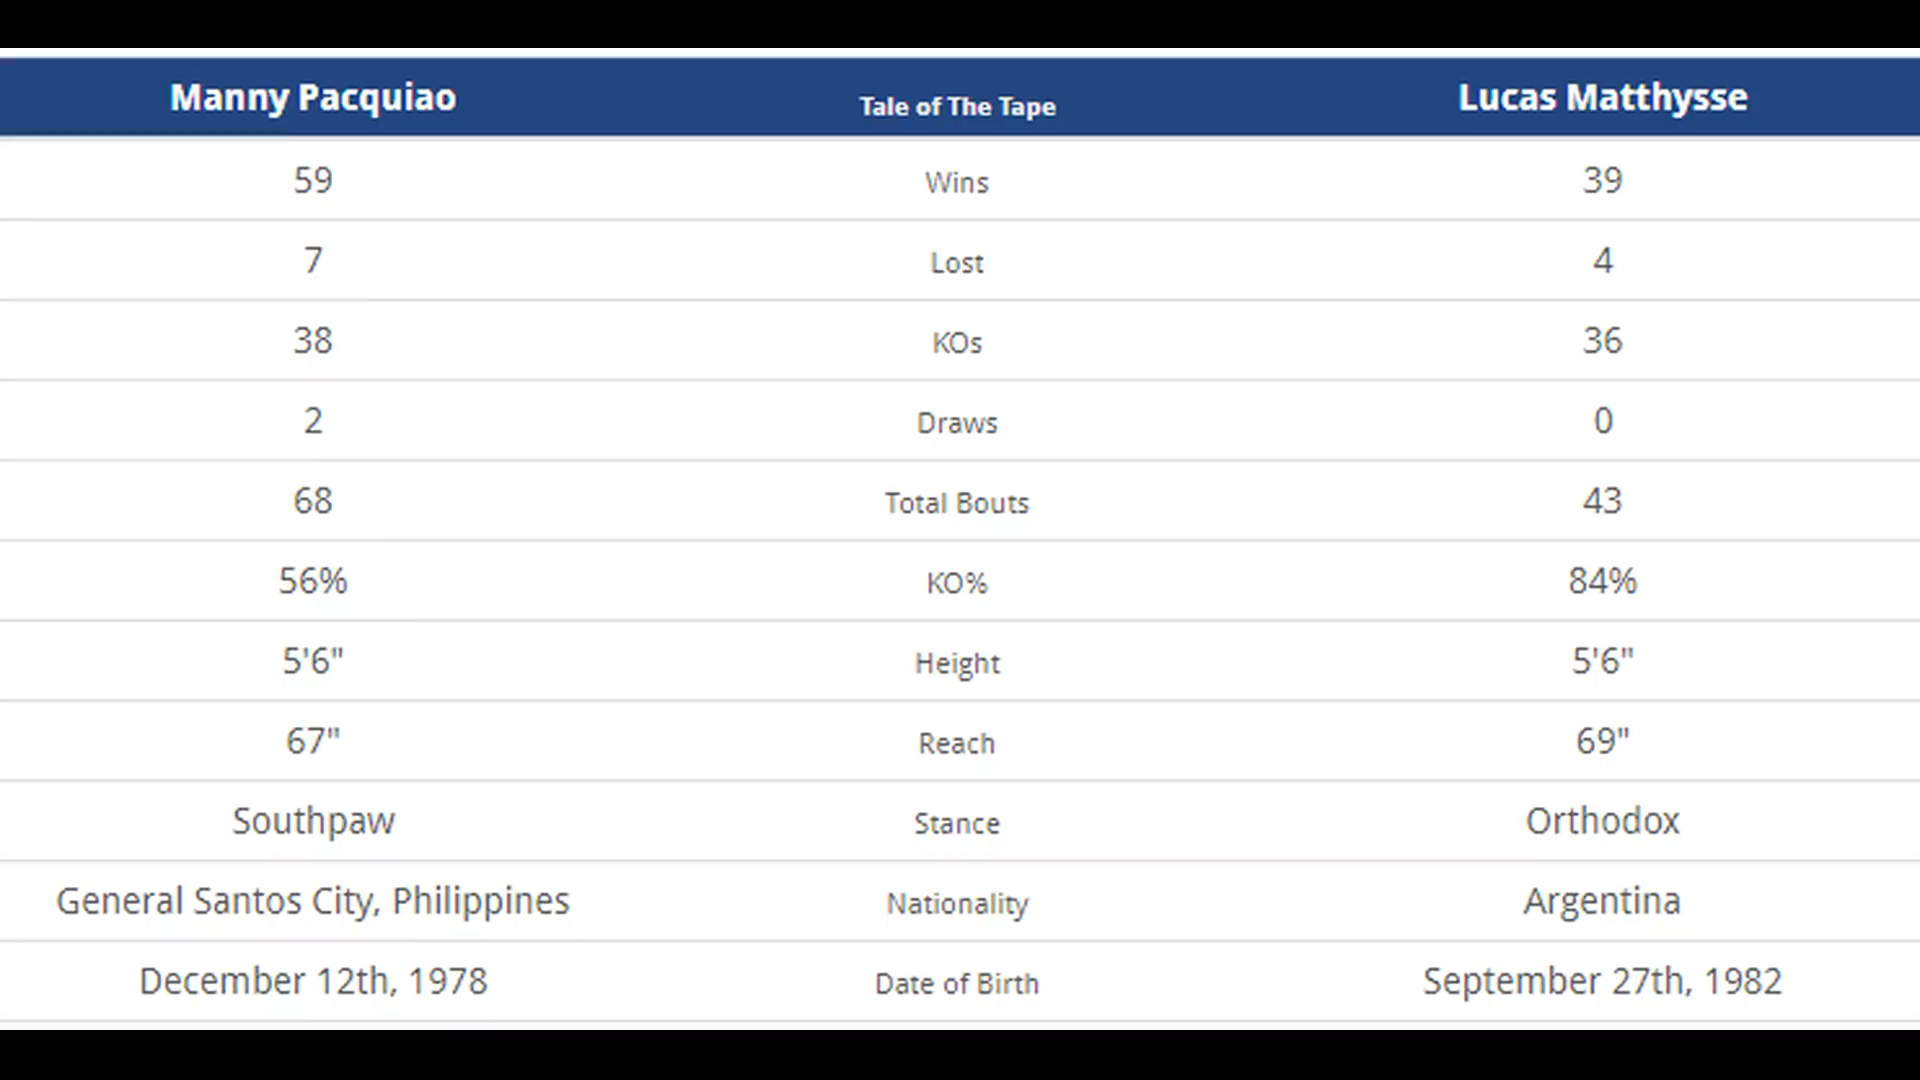 Manny Pacquiao Tale of The Tape Lucas Matthysse
59 Wins 39
7 Lost 4
38 KOs 36
2 Draws 0
68 Total Bouts 43
56% KO% 84%
5'6" Height 5'6"
67" Reach 69"
Southpaw Stance Orthodox
General Santos City, Philippines Nationality Argentina
December 12th, 1978 Date of Birth September 27th, 1982